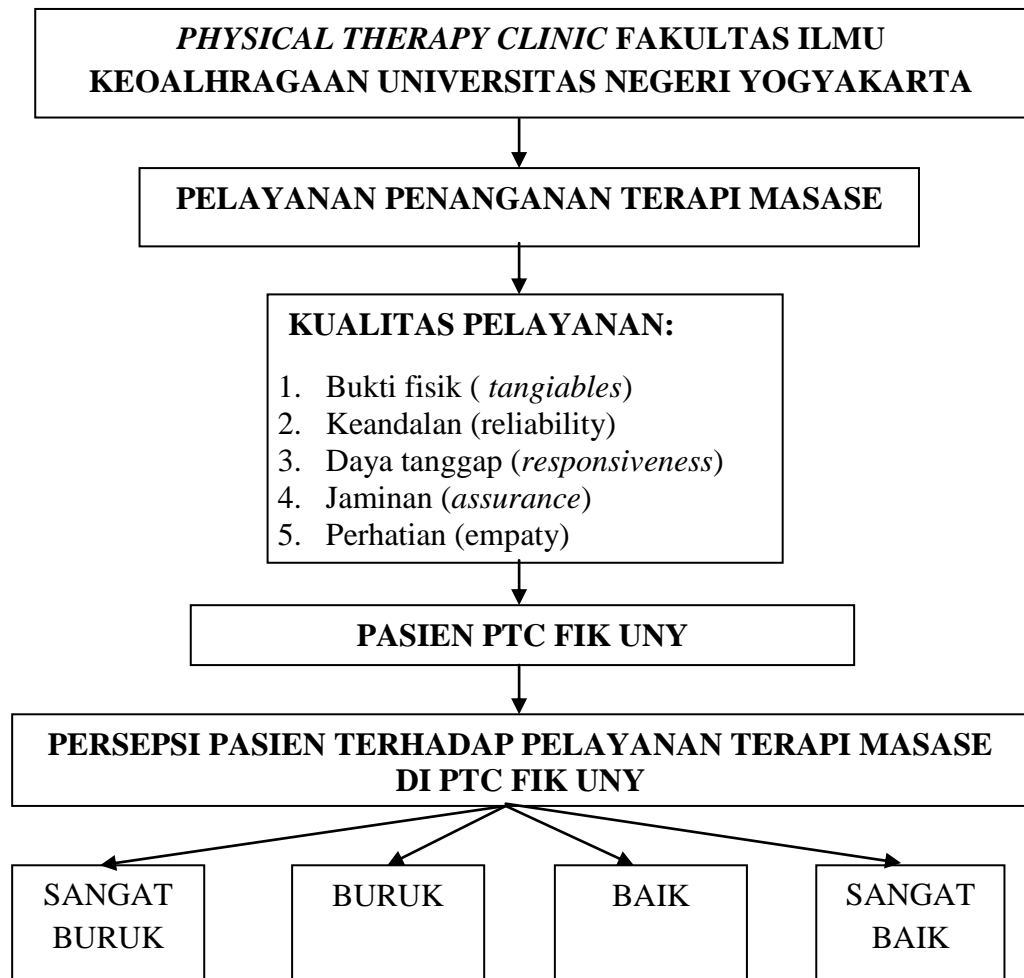 PHYSICAL THERAPY CLINIC FAKULTAS ILMU
KEOALHRAGAAN UNIVERSITAS NEGERI YOGYAKARTA
PELAYANAN PENANGANAN TERAPI MASASE
KUALITAS PELAYANAN:
1. Bukti fisik ( tangiables)
2. Keandalan (reliability)
3. Daya tanggap (responsiveness)
4. Jaminan (assurance)
5. Perhatian (empaty)
PASIEN PTC FIK UNY
PERSEPSI PASIEN TERHADAP PELAYANAN TERAPI MASASE
DI PTC FIK UNY
SANGAT
BURUK
BURUK
BAIK
SANGAT
BAIK